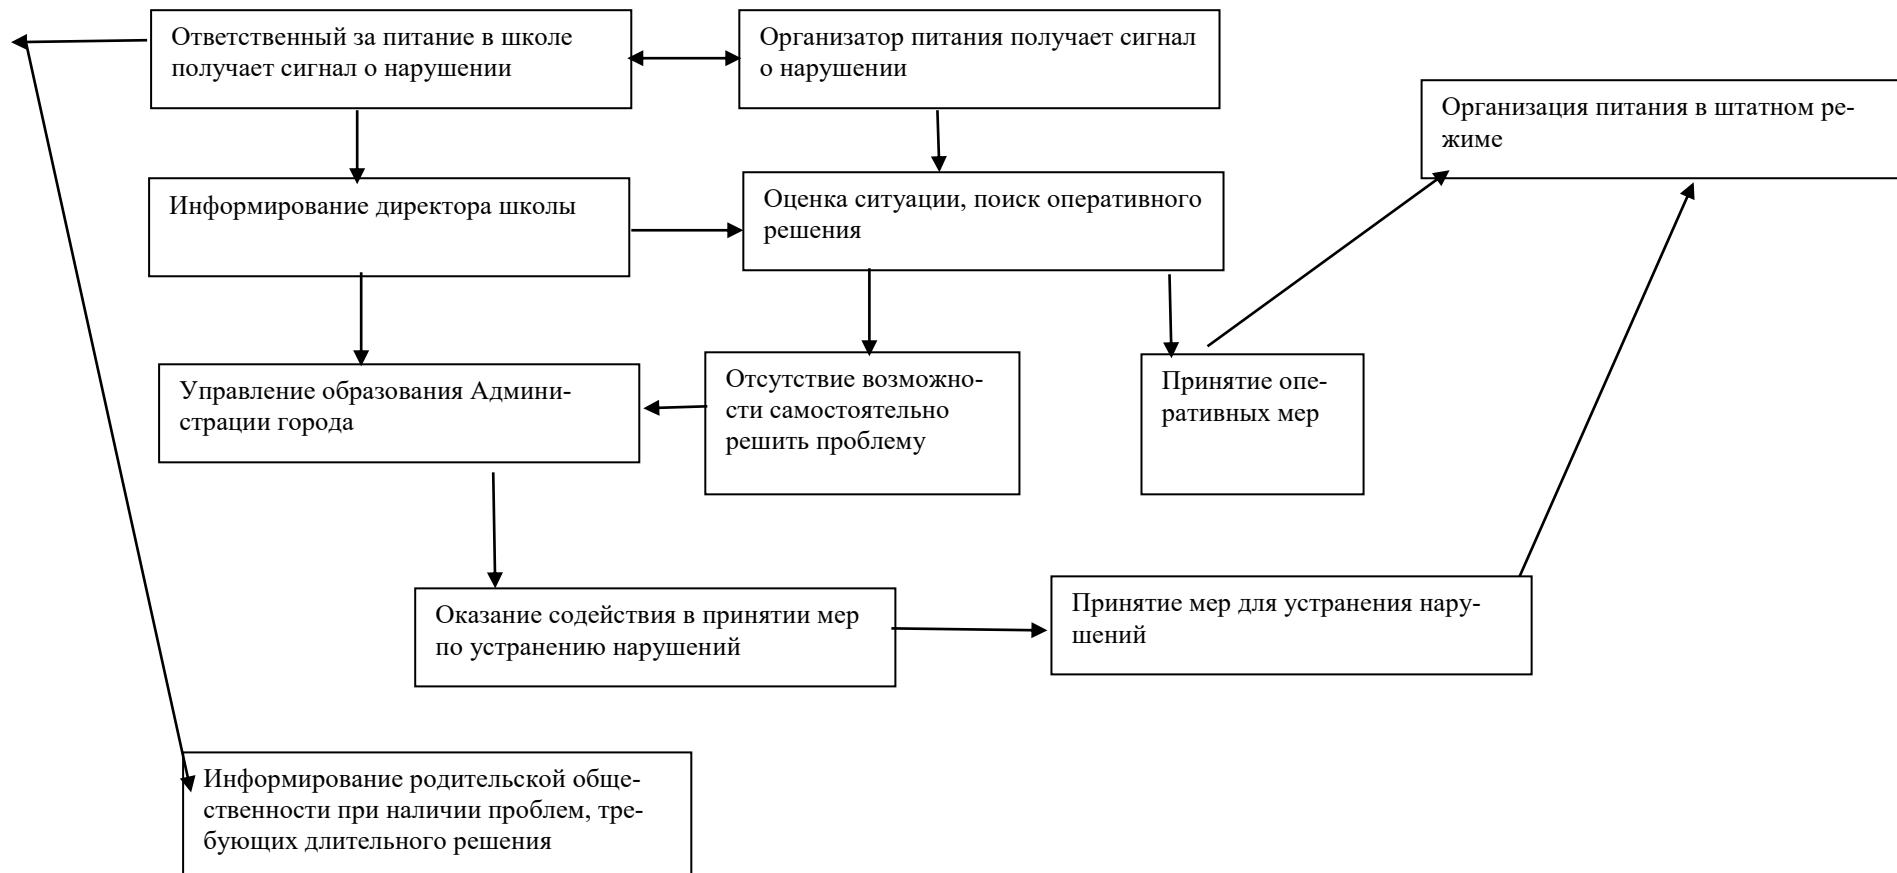 Ответственный за питание в школе
получает сигнал о нарушении
Организатор питания получает сигнал
о нарушении
Организация питания в штатном ре-
жиме
Информирование директора школы
Оценка ситуации, поиск оперативного
решения
Управление образования Админи-
страции города
Отсутствие возможно-
сти самостоятельно
решить проблему
Принятие опе-
ративных мер
Оказание содействия в принятии мер
по устранению нарушений
Принятие мер для устранения нару-
шений
Информирование родительской обще-
ственности при наличии проблем, тре-
бующих длительного решения